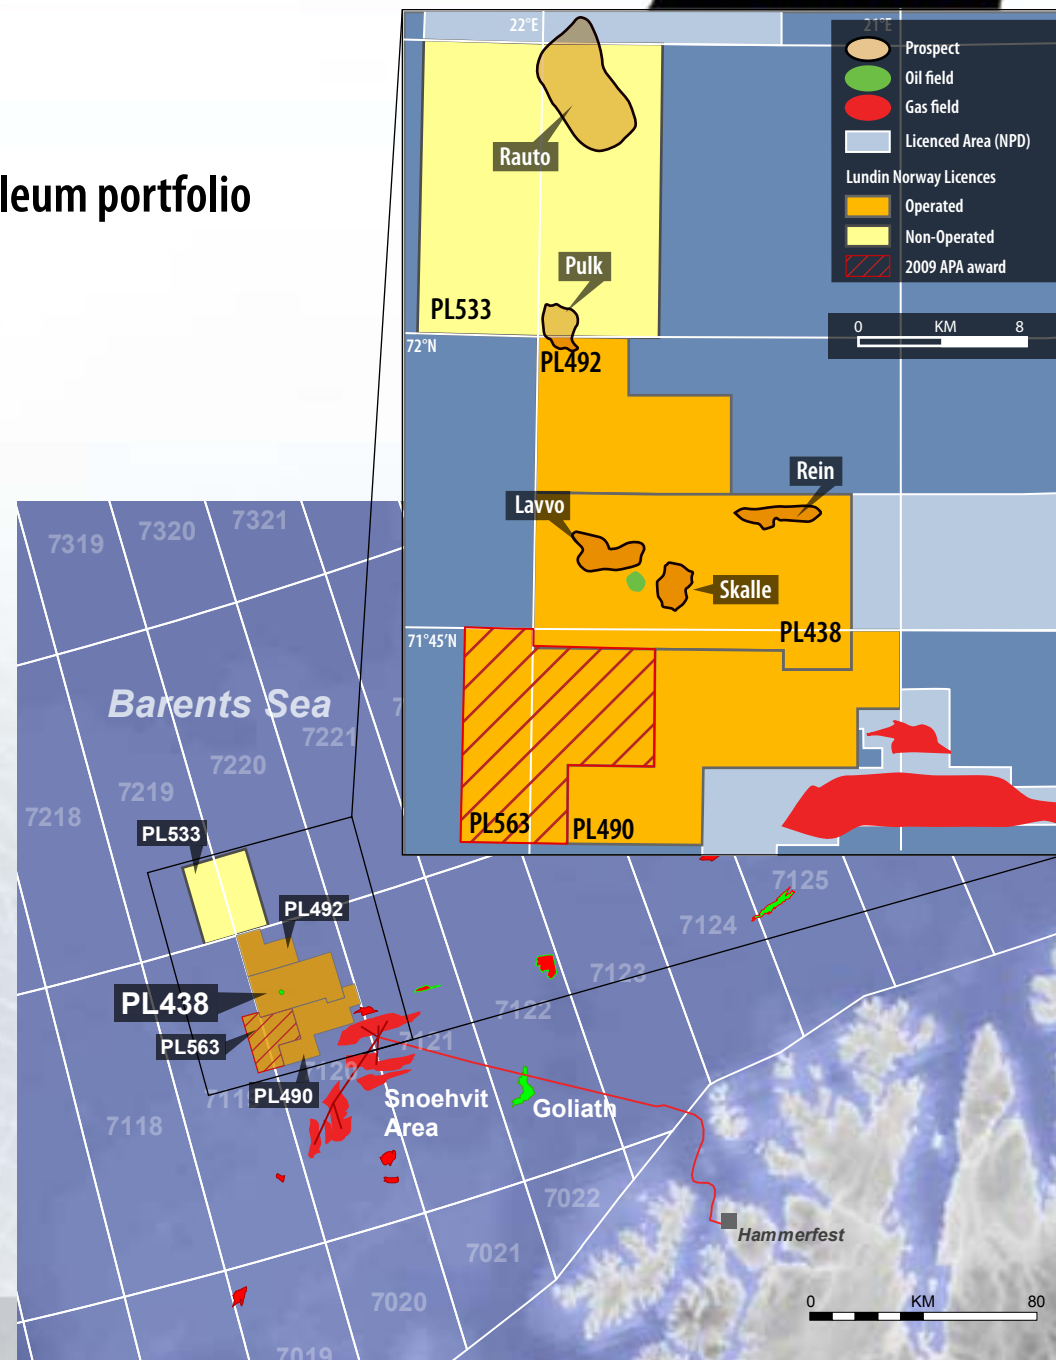 leum portfolio
22°E
21°E
Prospect
Oil field
Gas field
Licenced Area (NPD)
Lundin Norway Licences
Operated
Non-Operated
2009 APA award
0 KM 8
Rauto
Pulk
PL533
72°N
PL492
Rein
Lavvo
Skalle
PL438
71°45'N
PL563
PL490
7319
7320
7321
Barents Sea
7221
7220
7219
7218
PL533
PL492
PL438
PL563
PL490
7125
7124
7123
7122
7121
7120
7118
Snoehvit
Area
Goliath
7022
7021
7020
7019
Hammerfest
0 KM 80